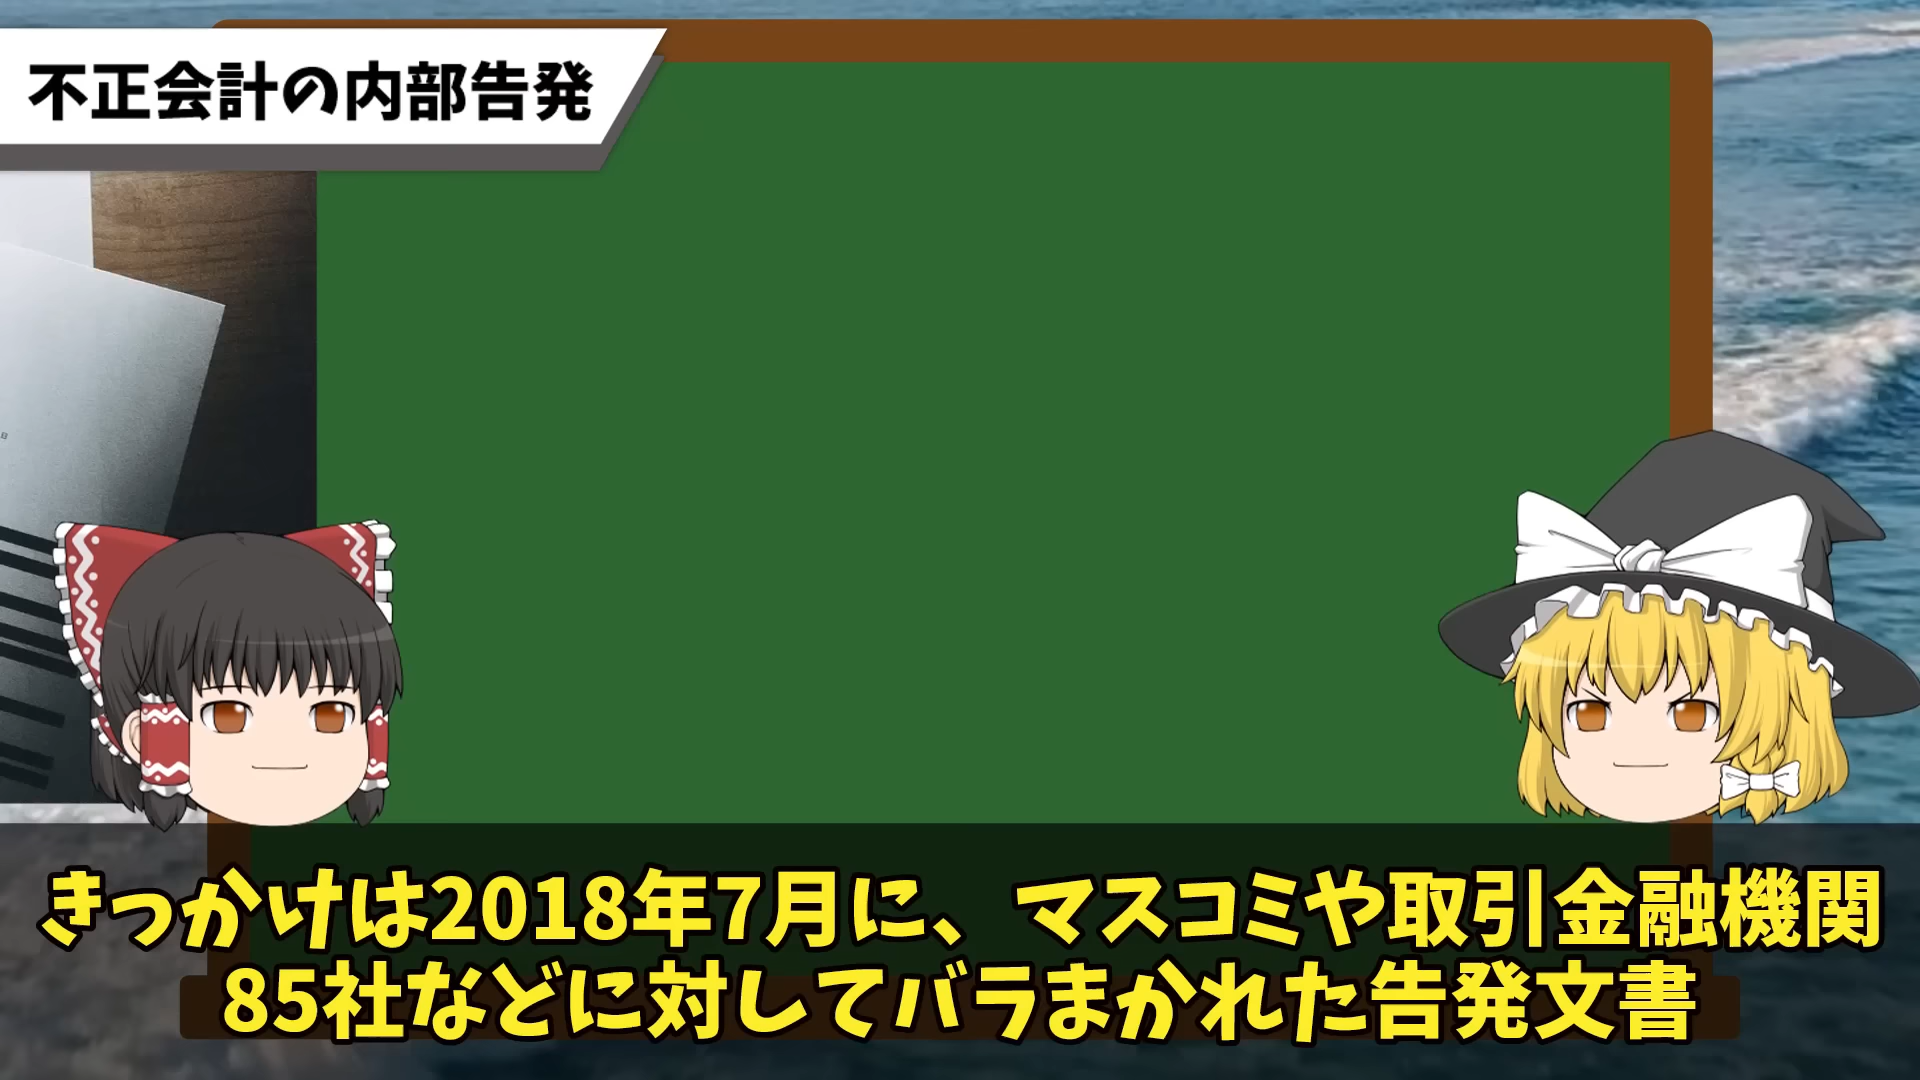 不正会計の内部告発
きっかけは2018年7月に、マスコミや取引金融機関
85社などに対してバラまかれた告発文書